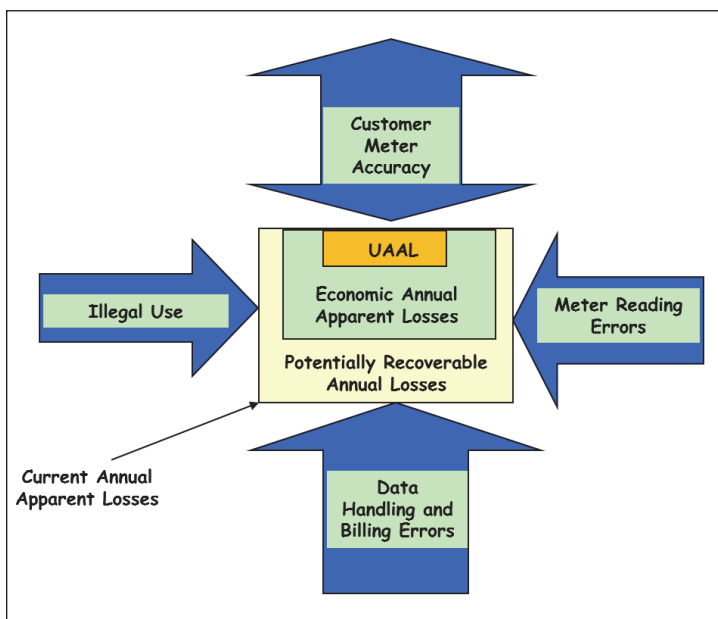 Customer
Meter
Accuracy
UAAL
Economic Annual
Apparent Losses
Illegal Use
Meter Reading
Errors
Potentially Recoverable
Annual Losses
Current Annual
Apparent Losses
Data
Handling and
Billing Errors